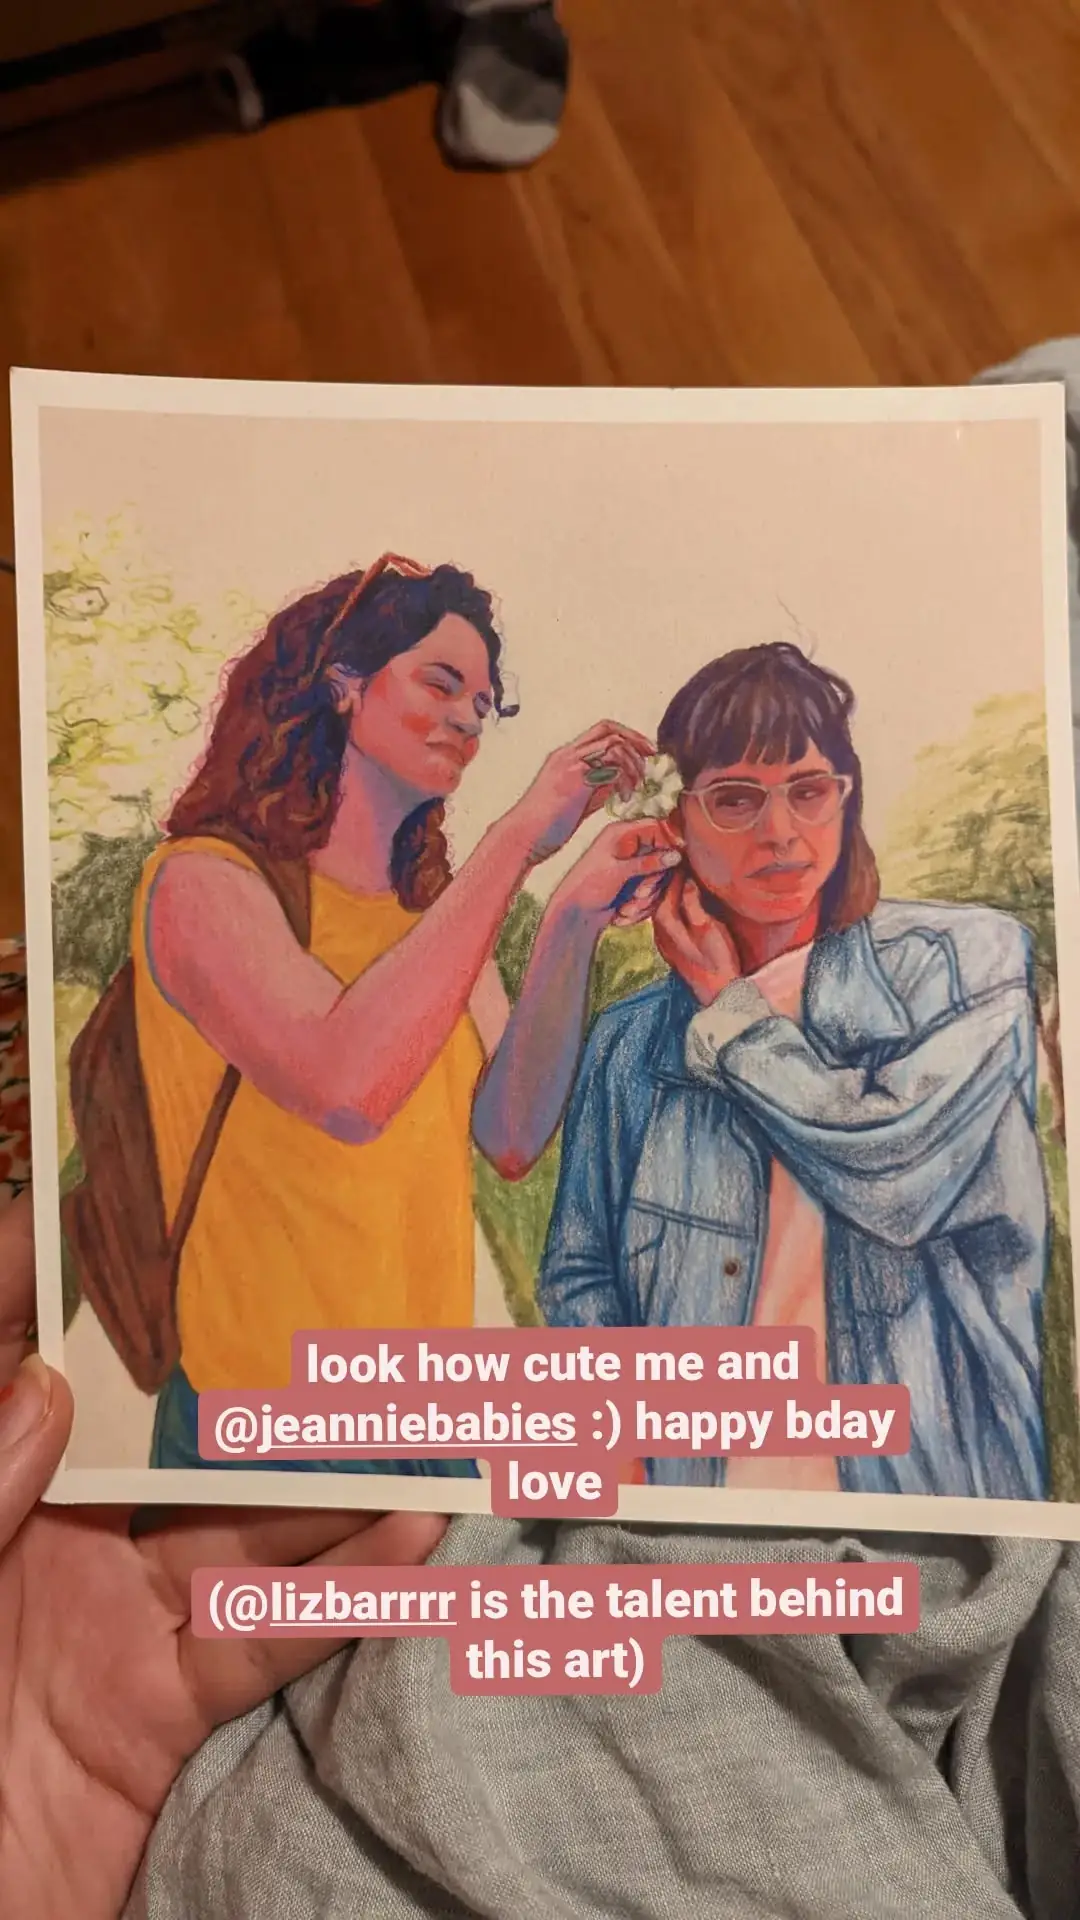 look how cute me and
@jeanniebabies :) happy bday
love
(@lizbarrrr is the talent behind
this art)